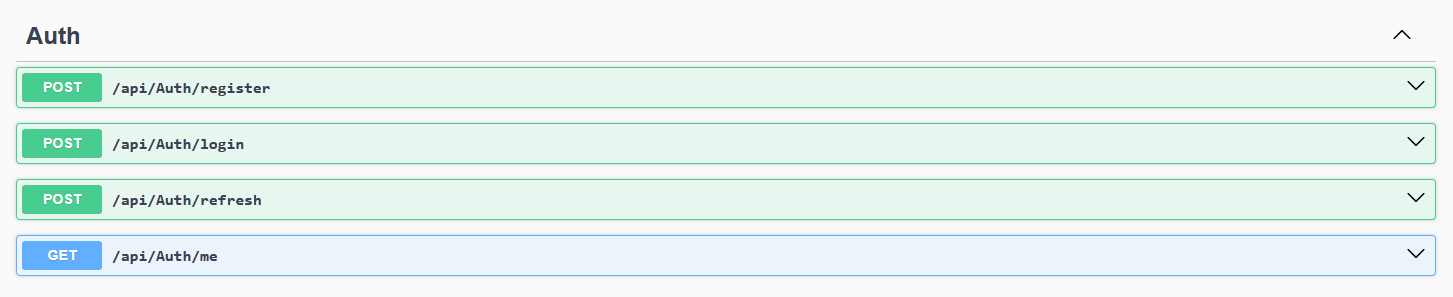 Auth
POST /api/Auth/register
POST /api/Auth/login
POST /api/Auth/refresh
GET /api/Auth/me